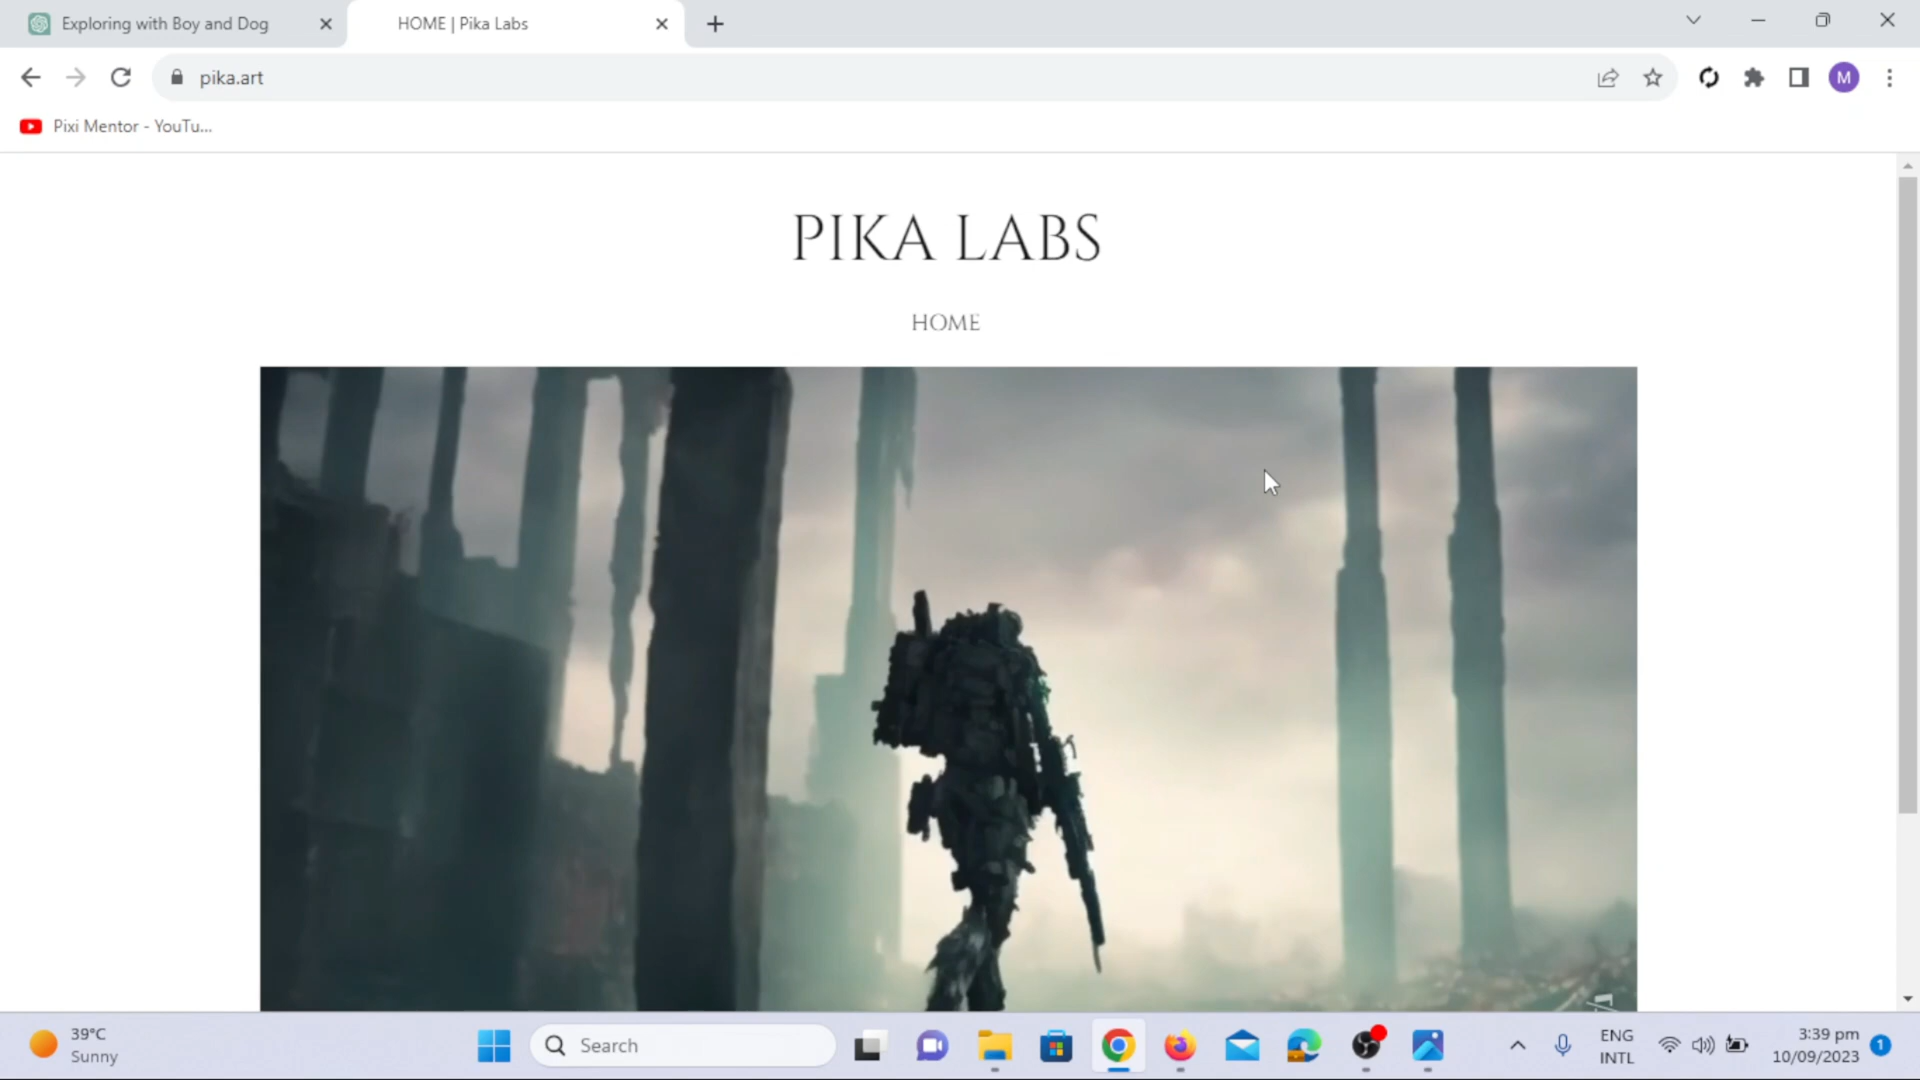 Exploring with Boy and Dog
HOME | Pika Labs
pika.art
M
Pixi Mentor - YouTu...
PIKA LABS
HOME
39°C
Sunny
Search
ENG
INTL
3:39 pm
10/09/2023
1